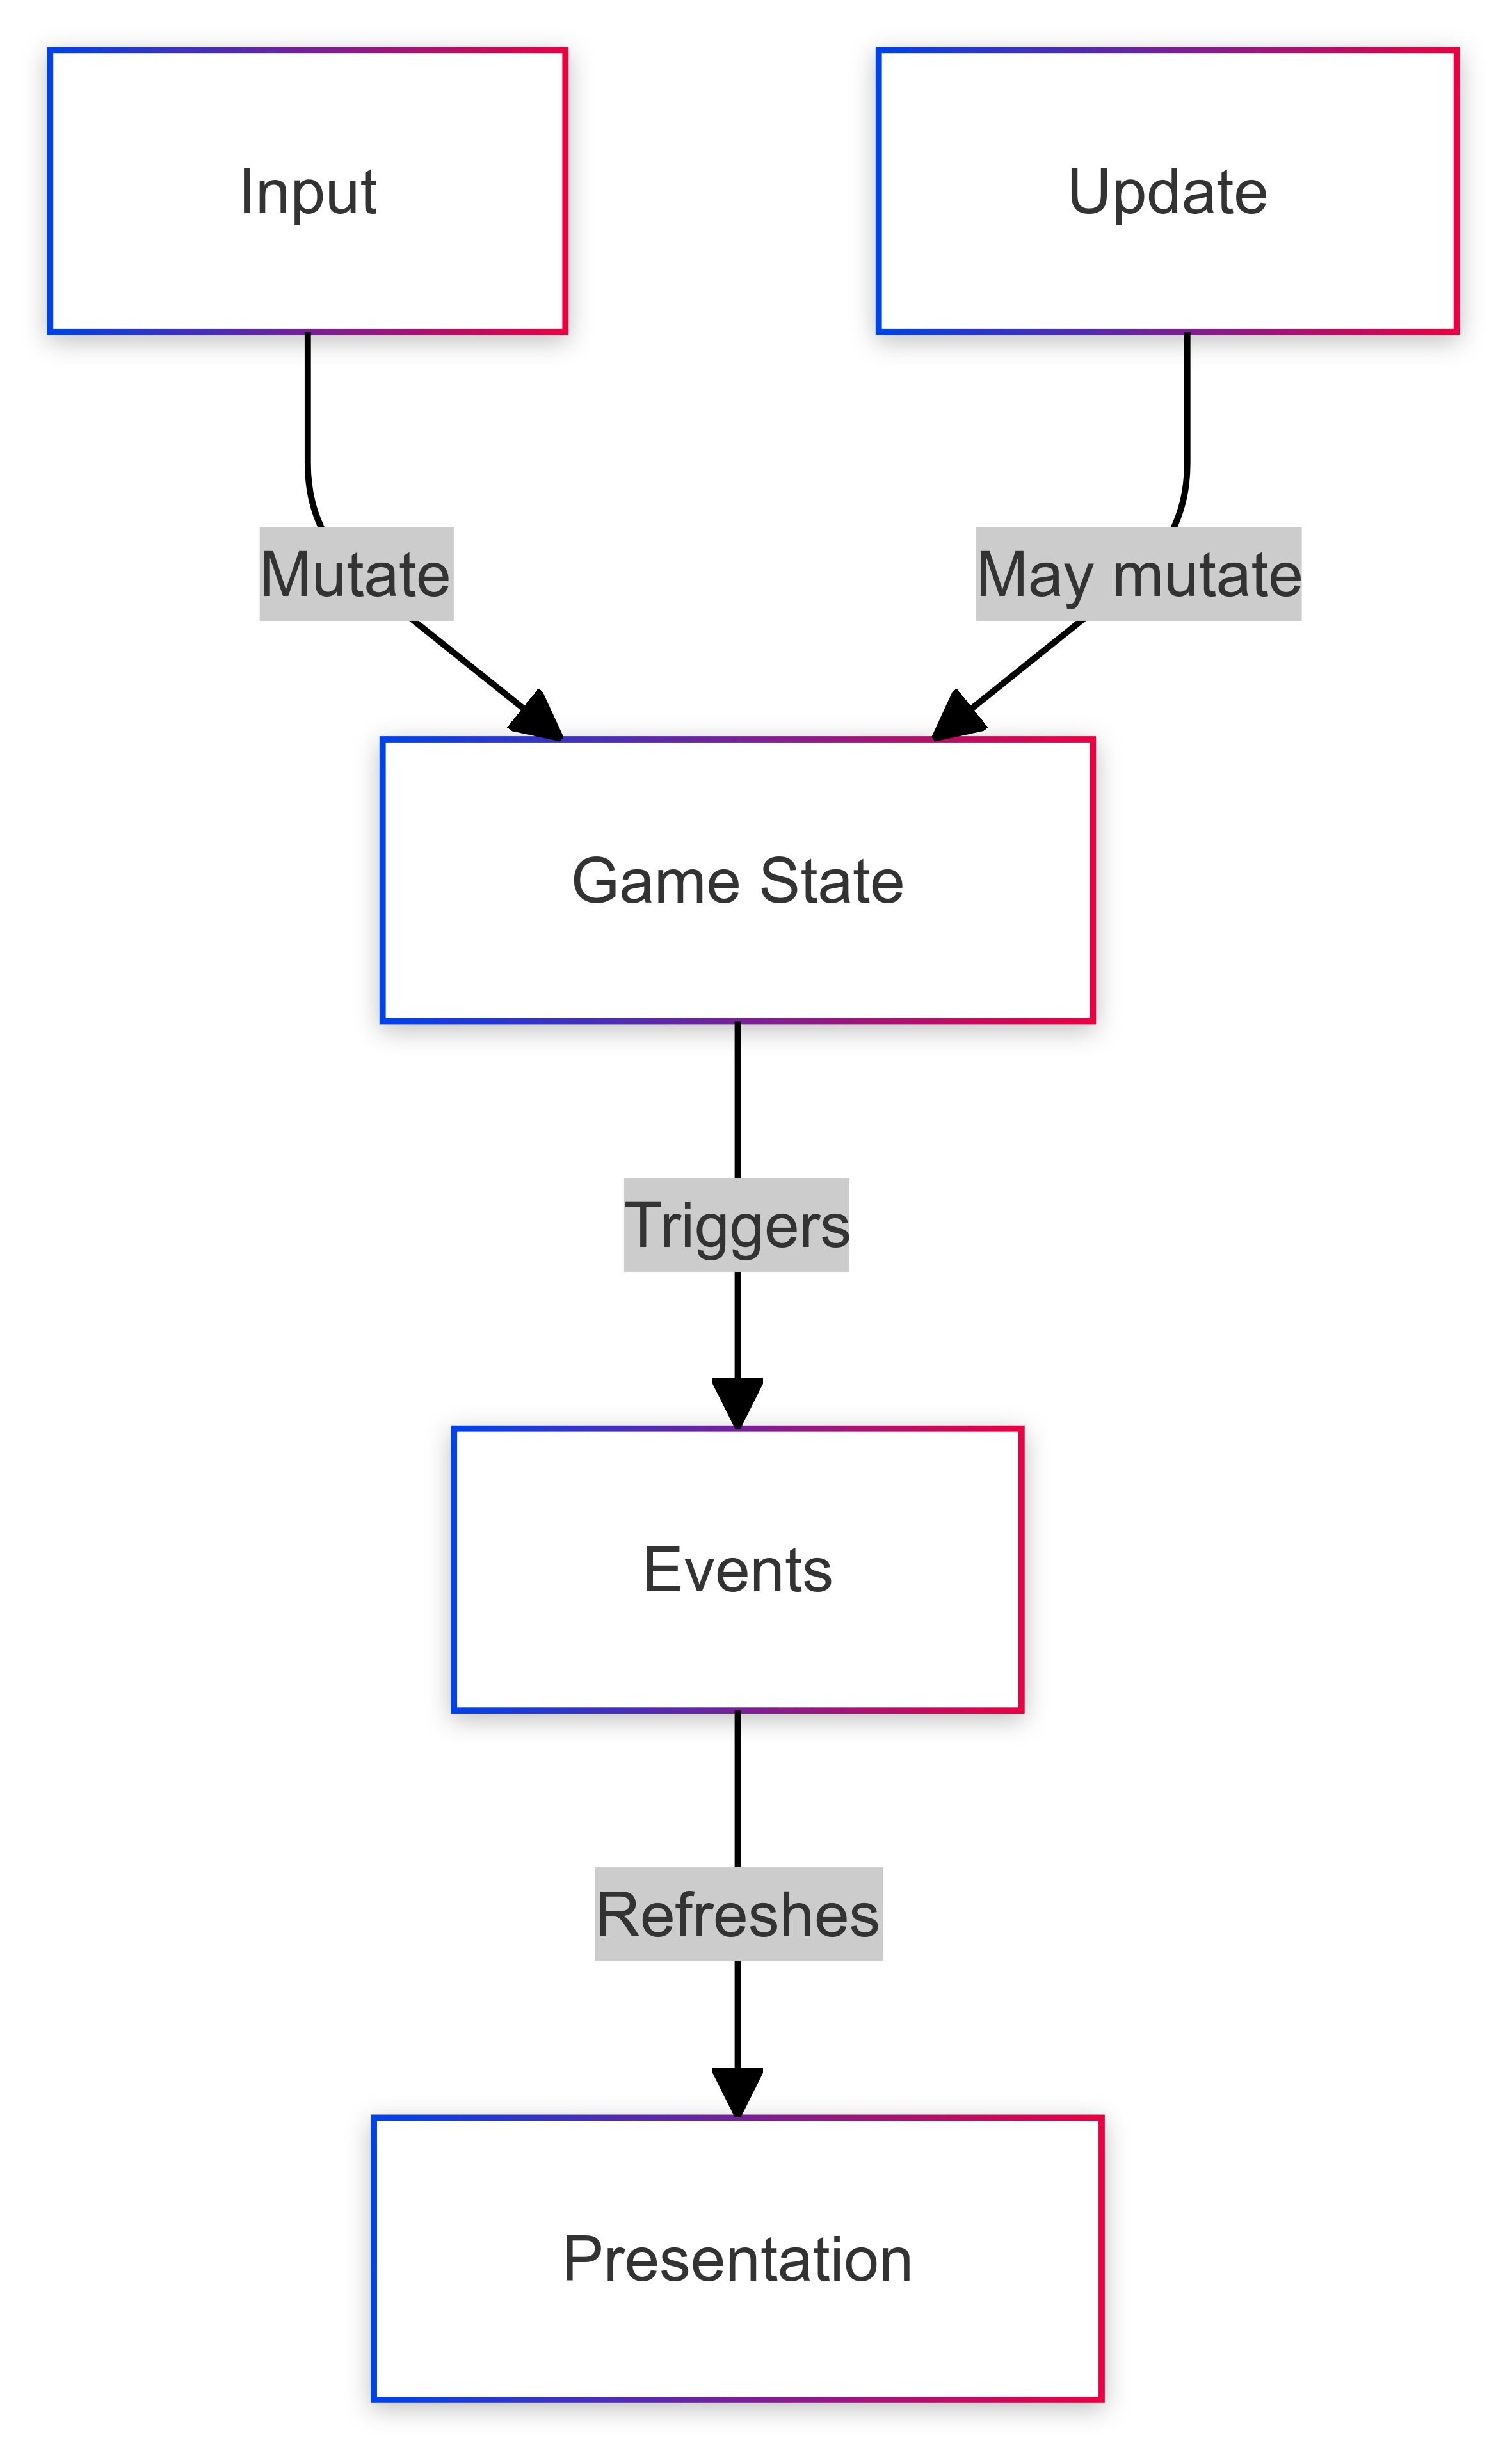 Input
Update
Mutate
May mutate
Game State
Triggers
Events
Refreshes
Presentation